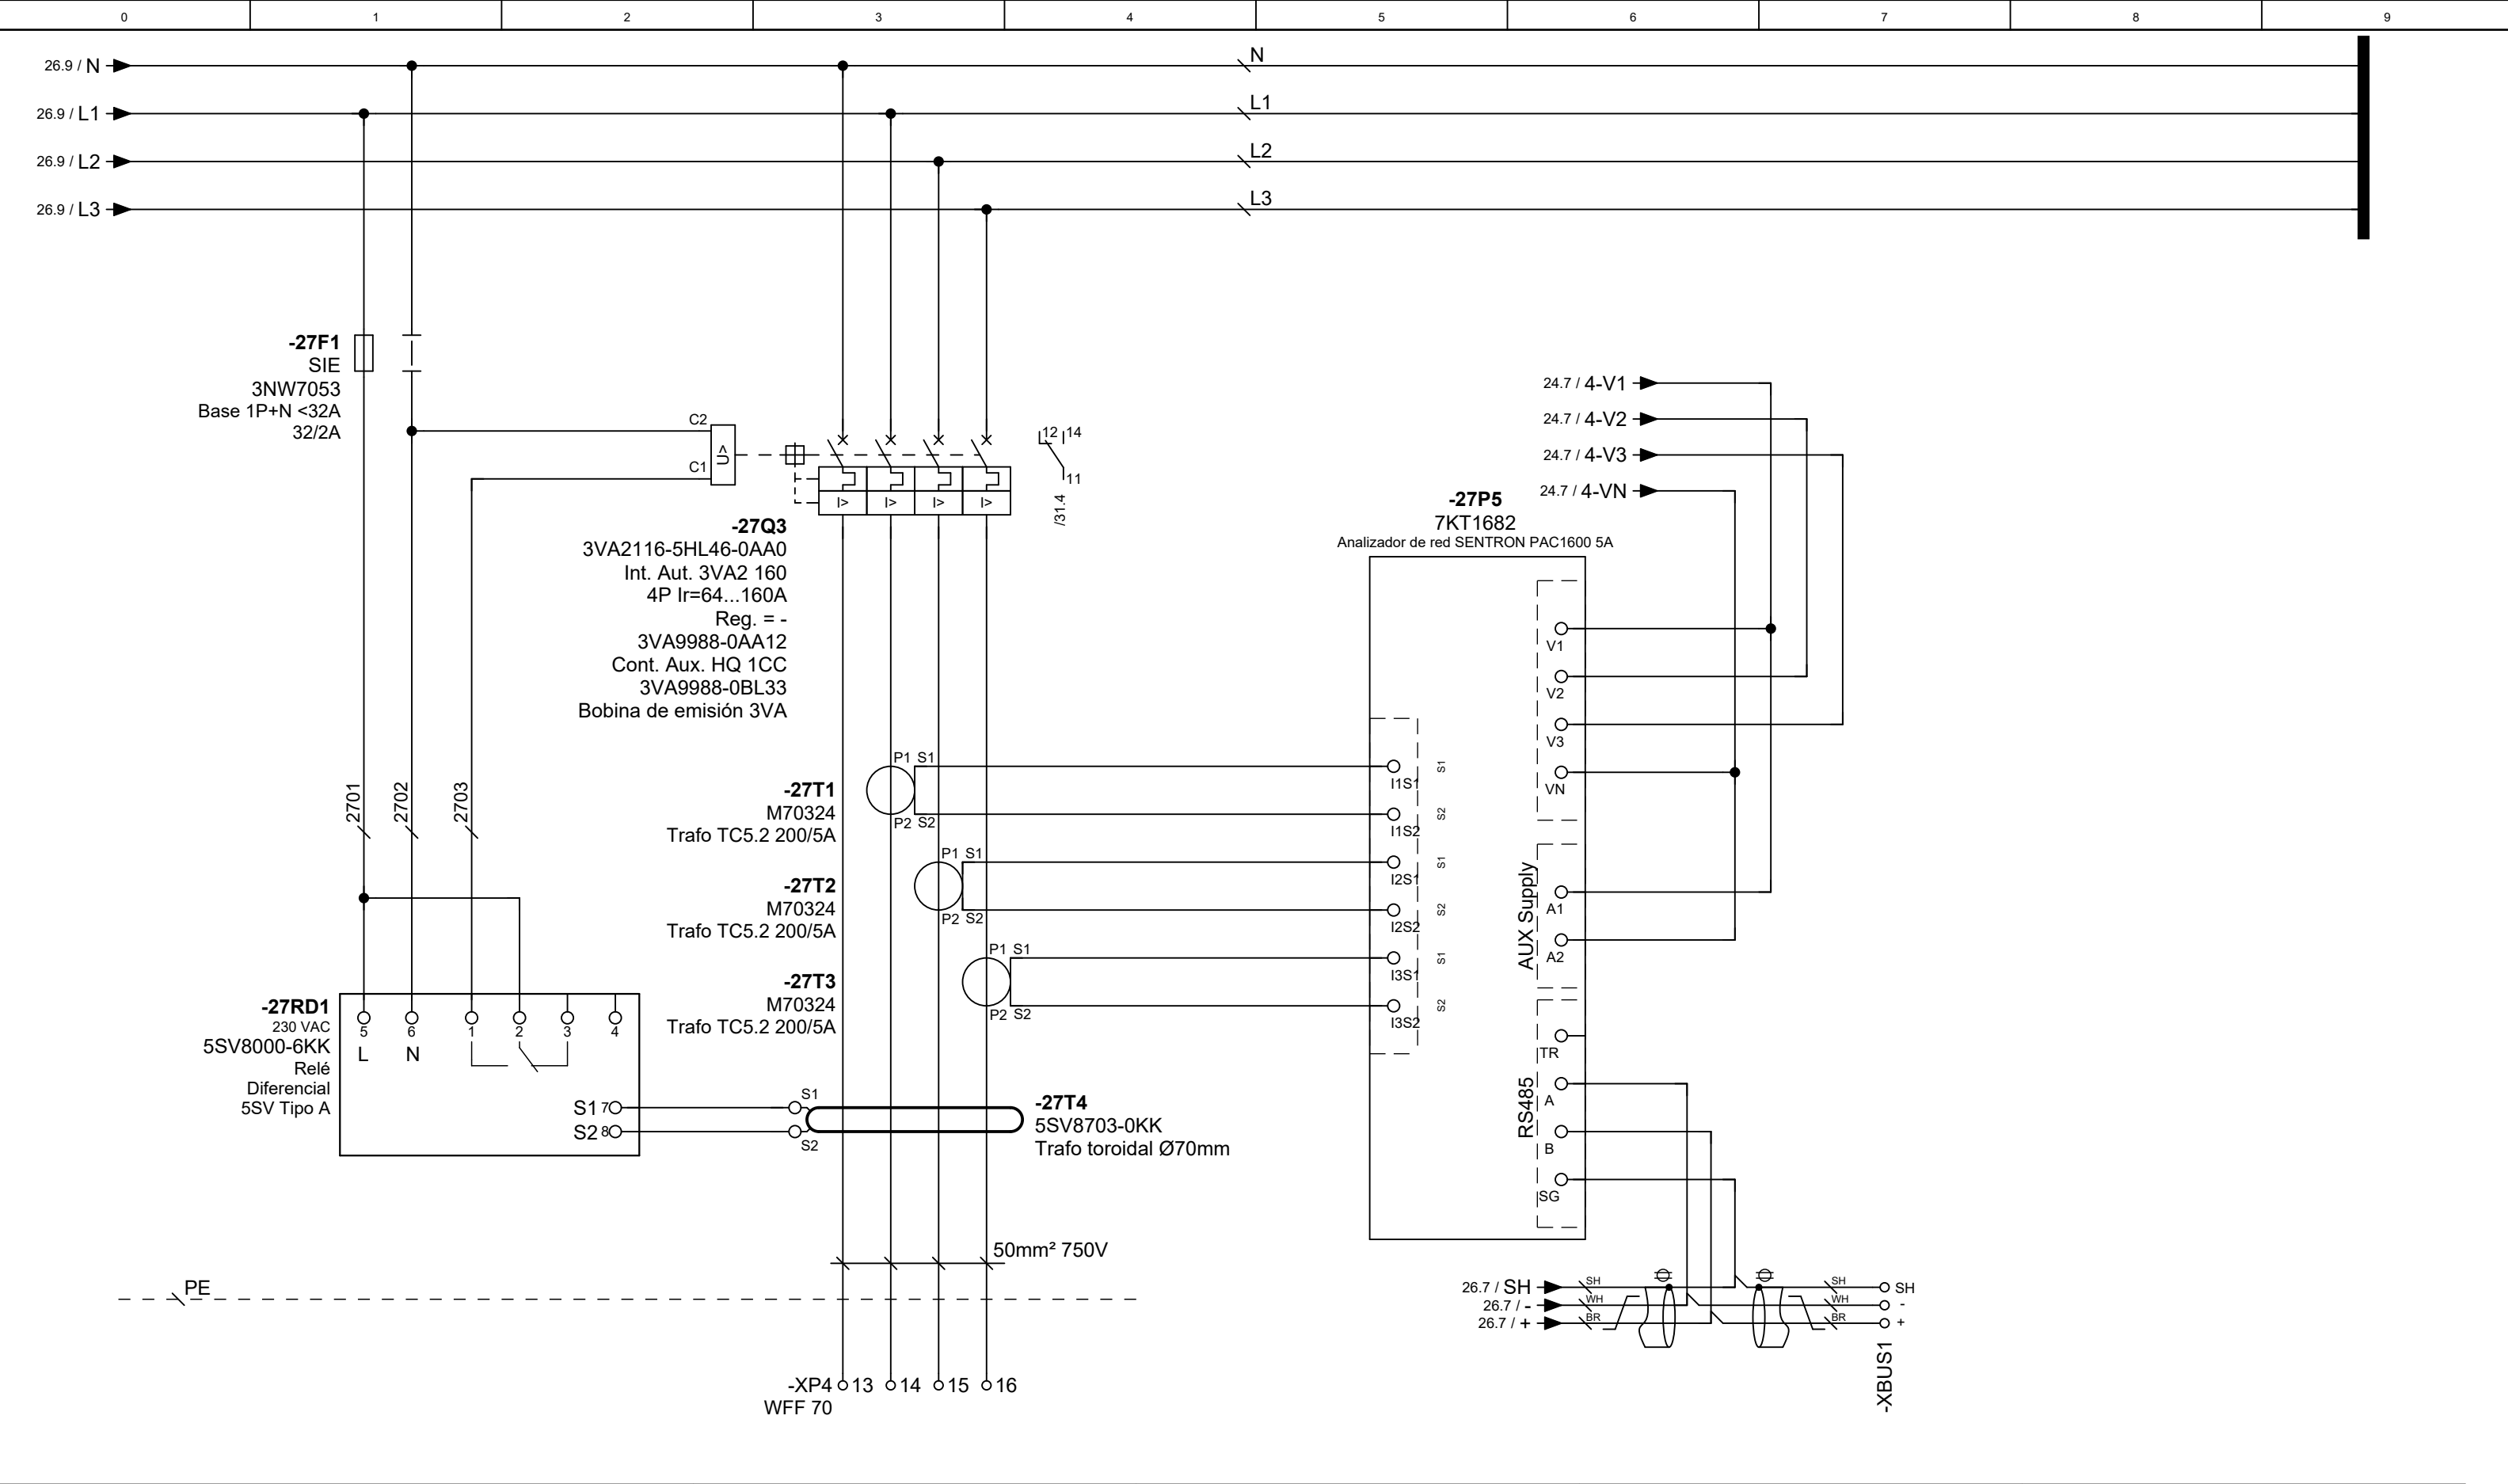 0 1 2 3 4 5 6 7 8 9
26.9 / N
N
26.9 / L1
L1
26.9 / L2
L2
26.9 / L3
L3
-27F1
SIE
3NW7053
Base 1P+N <32A
32/2A
C2
C1
U>
I> I> I> I>
12 14
11
/31.4
-27Q3
3VA2116-5HL46-0AA0
Int. Aut. 3VA2 160
4P Ir=64...160A
Reg. = -
3VA9988-0AA12
Cont. Aux. HQ 1CC
3VA9988-0BL33
Bobina de emisión 3VA
24.7 / 4-V1
24.7 / 4-V2
24.7 / 4-V3
24.7 / 4-VN
-27P5
7KT1682
Analizador de red SENTRON PAC1600 5A
V1
V2
V3
VN
AUX Supply
A1
A2
RS485
TR
A
B
SG
I1S1 S1
I1S2 S2
I2S1 S1
I2S2 S2
I3S1 S1
I3S2 S2
2701
2702
2703
P1 S1
P2 S2
-27T1
M70324
Trafo TC5.2 200/5A
P1 S1
P2 S2
-27T2
M70324
Trafo TC5.2 200/5A
P1 S1
P2 S2
-27T3
M70324
Trafo TC5.2 200/5A
-27RD1
230 VAC
5SV8000-6KK
Relé
Diferencial
5SV Tipo A
5 6 1 2 3 4
L N
S1 7
S2 8
S1
S2
-27T4
5SV8703-0KK
Trafo toroidal Ø70mm
50mm² 750V
PE
-XP4 13 14 15 16
WFF 70
26.7 / SH SH SH SH
26.7 / - WH WH -
26.7 / + BR BR +
-XBUS1